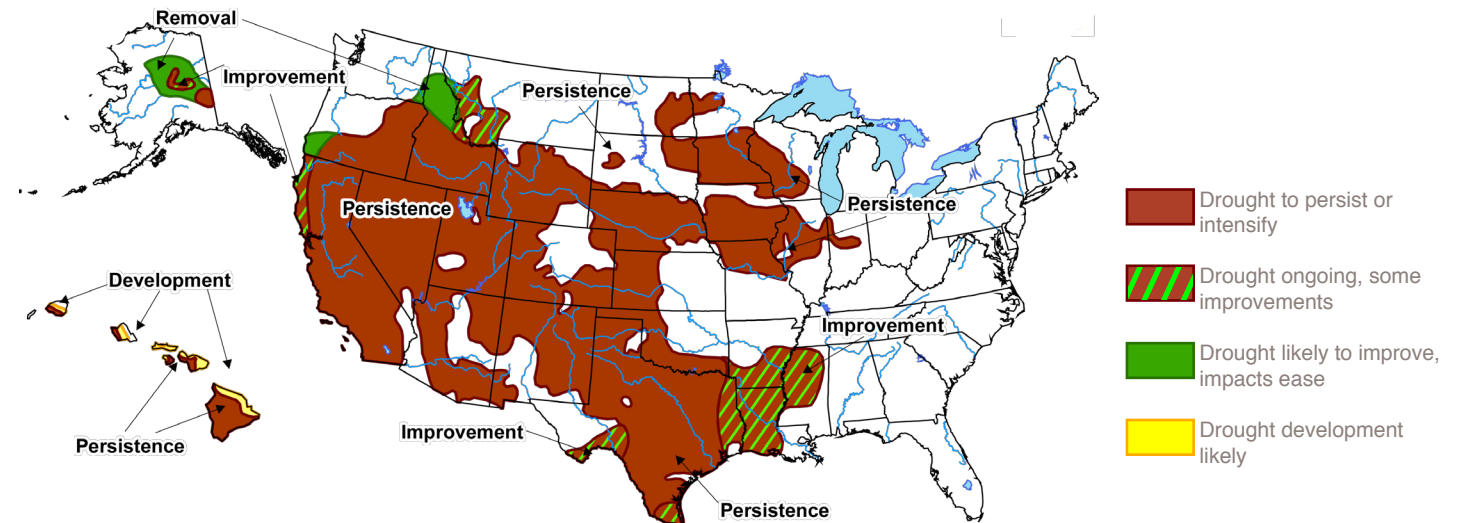 Removal
Improvement
Persistence
Persistence
Persistence
Development
Improvement
Improvement
Persistence
Persistence
Drought to persist or
intensify
Drought ongoing, some
improvements
Drought likely to improve,
impacts ease
Drought development
likely